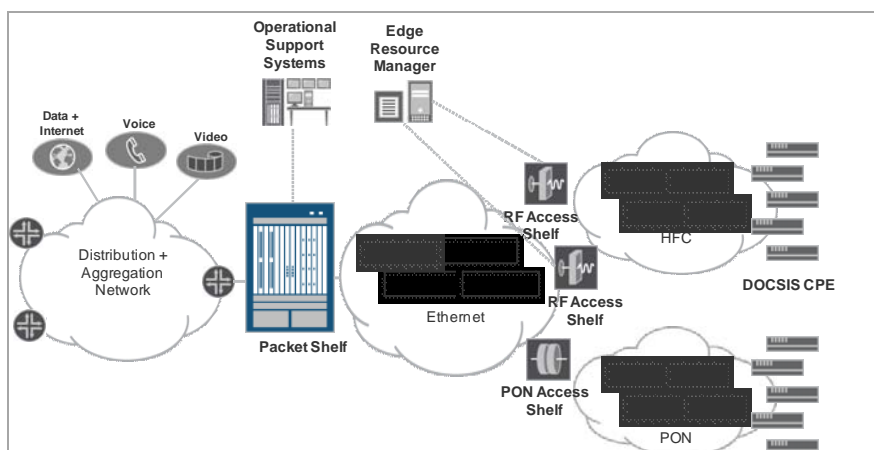 Operational
Support
Systems
Edge
Resource
Manager
Data +
Internet
Voice
Video
Distribution +
Aggregation
Network
Packet Shelf
Ethernet
RF Access
Shelf
RF Access
Shelf
PON Access
Shelf
HFC
DOCSIS CPE
PON